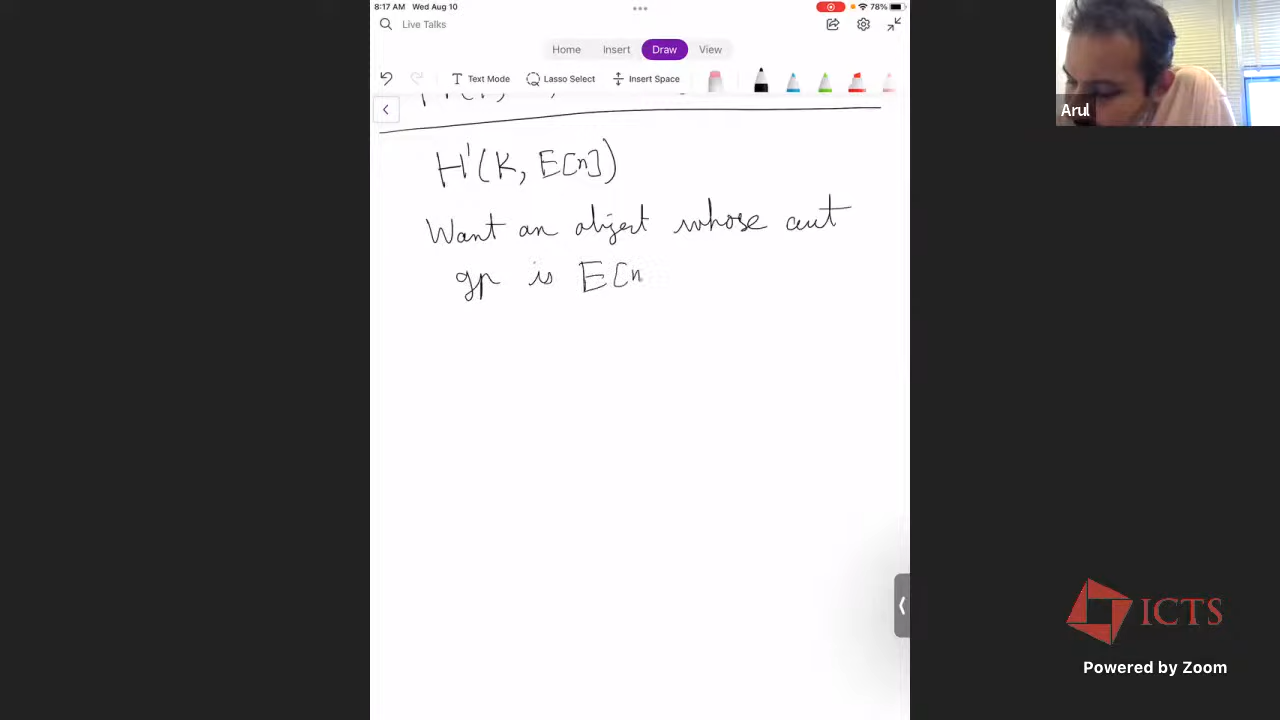 8:17 AM Wed Aug 10
78%
Live Talks
Home Insert Draw View
Text Mode Lasso Select Insert Space
Arul
H¹(K, E[n])
Want an object whose aut
gp is E[n
ICTS
Powered by Zoom